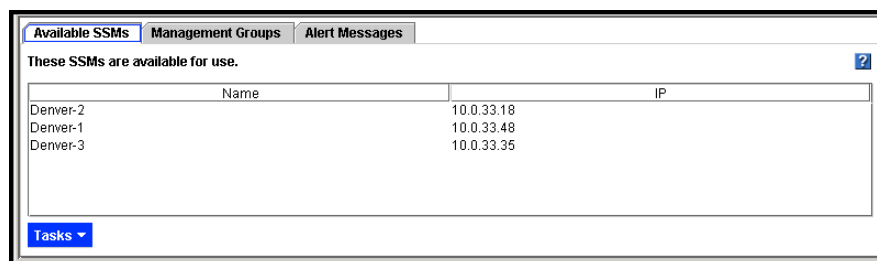 Available SSMs Management Groups Alert Messages
These SSMs are available for use. ?
Name IP
Denver-2 10.0.33.18
Denver-1 10.0.33.48
Denver-3 10.0.33.35
Tasks